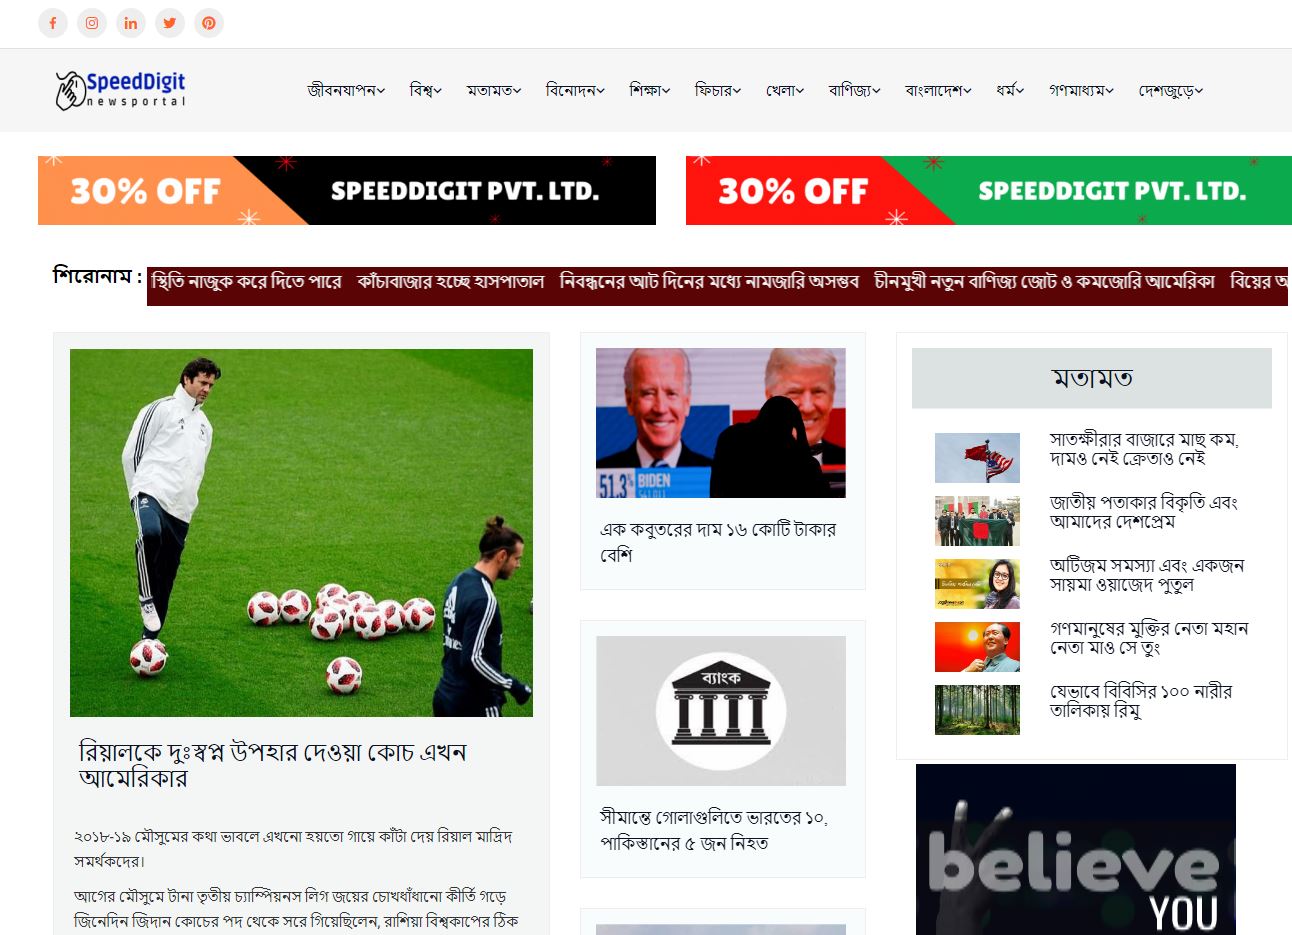 SpeedDigit
newsportal
জীবনযাপন বিশ্ব মতামত বিনোদন শিক্ষা ফিচার খেলা বাণিজ্য বাংলাদেশ ধর্ম গণমাধ্যম দেশজুড়ে
30% OFF SPEEDDIGIT PVT. LTD.
30% OFF SPEEDDIGIT PVT. LTD.
শিরোনাম : স্থিতি নাজুক করে দিতে পারে কাঁচাবাজার হচ্ছে হাসপাতাল নিবন্ধনের আট দিনের মধ্যে নামজারি অসম্ভব চীনমুখী নতুন বাণিজ্য জোট ও কমজোরি আমেরিকা বিয়ের
রিয়ালকে দুঃস্বপ্ন উপহার দেওয়া কোচ এখন
আমেরিকার
২০১৮-১৯ মৌসুমের কথা ভাবলে এখনো হয়তো গায়ে কাঁটা দেয় রিয়াল মাদ্রিদ
সমর্থকদের।
আগের মৌসুমে টানা তৃতীয় চ্যাম্পিয়নস লিগ জয়ের চোখধাঁধানো কীর্তি গড়ে
জিনেদিন জিদান কোচের পদ থেকে সরে গিয়েছিলেন, রাশিয়া বিশ্বকাপের ঠিক
51.3% BIDEN
এক কবুতরের দাম ১৬ কোটি টাকার
বেশি
ব্যাংক
সীমান্তে গোলাগুলিতে ভারতের ১০,
পাকিস্তানের ৫ জন নিহত
মতামত
সাতক্ষীরার বাজারে মাছ কম,
দামও নেই ক্রেতাও নেই
জাতীয় পতাকার বিকৃতি এবং
আমাদের দেশপ্রেম
অটিজম সমস্যা এবং একজন
সায়মা ওয়াজেদ পুতুল
গণমানুষের মুক্তির নেতা মহান
নেতা মাও সে তুং
যেভাবে বিবিসির ১০০ নারীর
তালিকায় রিমু
believe
YOU